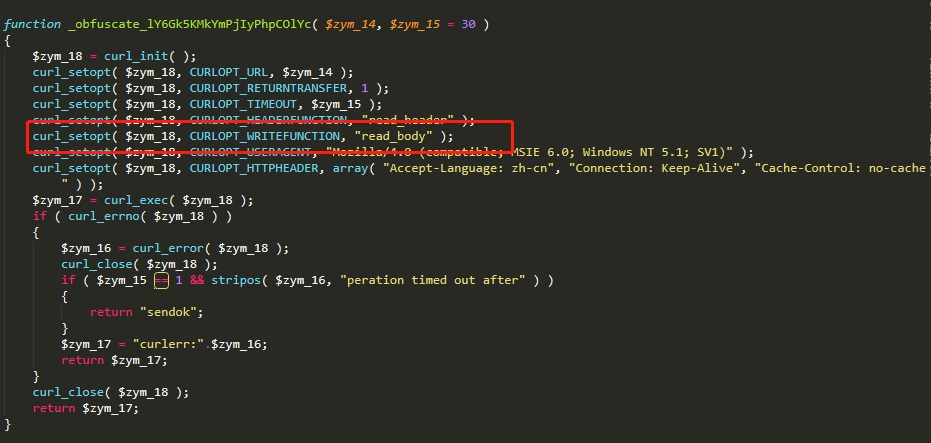 function _obfuscate_lY6Gk5KMkYmPjIyPhpCOlYc( $zym_14, $zym_15 = 30 )
{
$zym_18 = curl_init( );
curl_setopt( $zym_18, CURLOPT_URL, $zym_14 );
curl_setopt( $zym_18, CURLOPT_RETURNTRANSFER, 1 );
curl_setopt( $zym_18, CURLOPT_TIMEOUT, $zym_15 );
curl_setopt( $zym_18, CURLOPT_HEADERFUNCTION, "read_header" );
curl_setopt( $zym_18, CURLOPT_WRITEFUNCTION, "read_body" );
curl_setopt( $zym_18, CURLOPT_USERAGENT, "Mozilla/4.0 (compatible; MSIE 6.0; Windows NT 5.1; SV1)" );
curl_setopt( $zym_18, CURLOPT_HTTPHEADER, array( "Accept-Language: zh-cn", "Connection: Keep-Alive", "Cache-Control: no-cache
" ) );
$zym_17 = curl_exec( $zym_18 );
if ( curl_errno( $zym_18 ) )
{
$zym_16 = curl_error( $zym_18 );
curl_close( $zym_18 );
if ( $zym_15 == 1 && stripos( $zym_16, "peration timed out after" ) )
{
return "sendok";
}
$zym_17 = "curlerr:".$zym_16;
return $zym_17;
}
curl_close( $zym_18 );
return $zym_17;
}